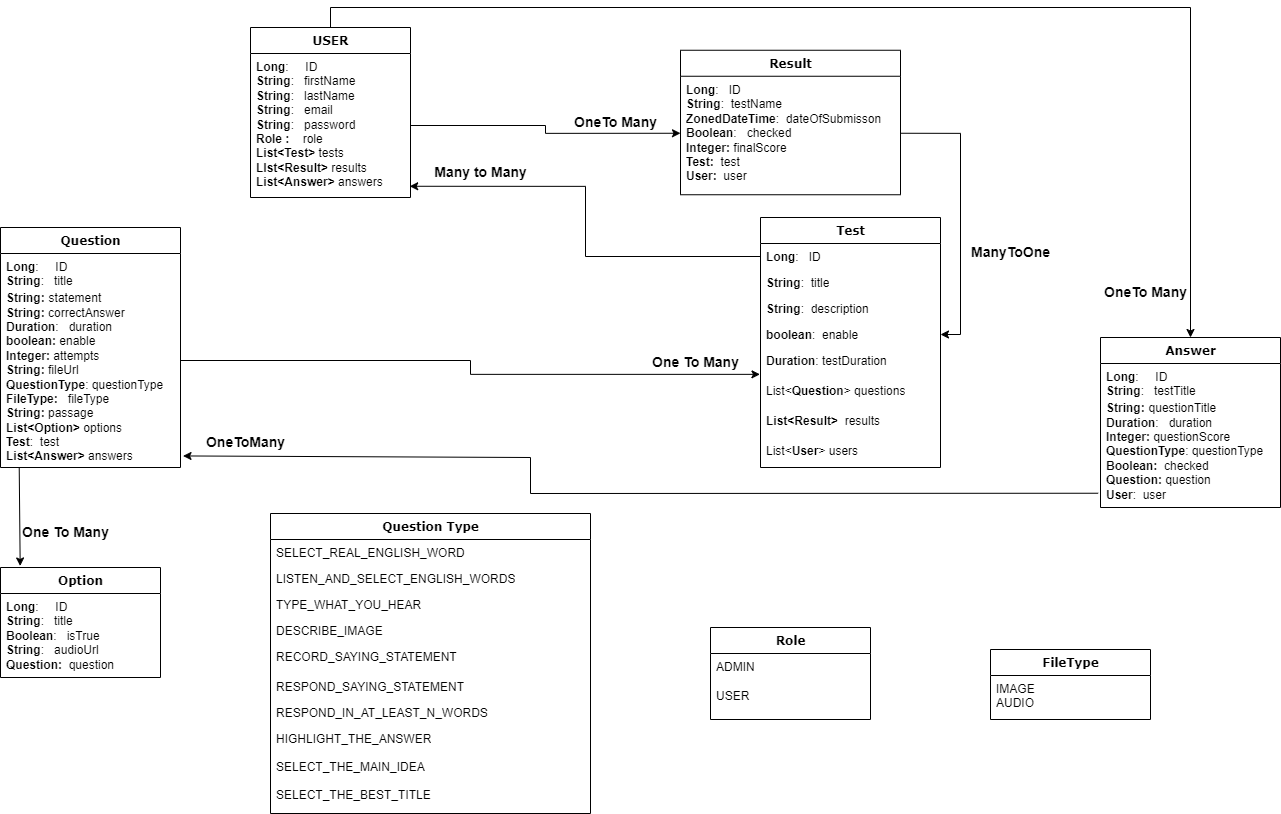 USER
Long: ID
String: firstName
String: lastName
String: email
String: password
Role : role
List<Test> tests
List<Result> results
List<Answer> answers
OneTo Many
Many to Many
Result
Long: ID
String: testName
ZonedDateTime: dateOfSubmisson
Boolean: checked
Integer: finalScore
Test: test
User: user
ManyToOne
OneTo Many
Question
Long: ID
String: title
String: statement
String: correctAnswer
Duration: duration
boolean: enable
Integer: attempts
String: fileUrl
QuestionType: questionType
FileType: fileType
String: passage
List<Option> options
Test: test
List<Answer> answers
One To Many
OneToMany
Test
Long: ID
String: title
String: description
boolean: enable
Duration: testDuration
List<Question> questions
List<Result> results
List<User> users
Answer
Long: ID
String: testTitle
String: questionTitle
Duration: duration
Integer: questionScore
QuestionType: questionType
Boolean: checked
Question: question
User: user
One To Many
Option
Long: ID
String: title
Boolean: isTrue
String: audioUrl
Question: question
Question Type
SELECT_REAL_ENGLISH_WORD
LISTEN_AND_SELECT_ENGLISH_WORDS
TYPE_WHAT_YOU_HEAR
DESCRIBE_IMAGE
RECORD_SAYING_STATEMENT
RESPOND_SAYING_STATEMENT
RESPOND_IN_AT_LEAST_N_WORDS
HIGHLIGHT_THE_ANSWER
SELECT_THE_MAIN_IDEA
SELECT_THE_BEST_TITLE
Role
ADMIN
USER
FileType
IMAGE
AUDIO